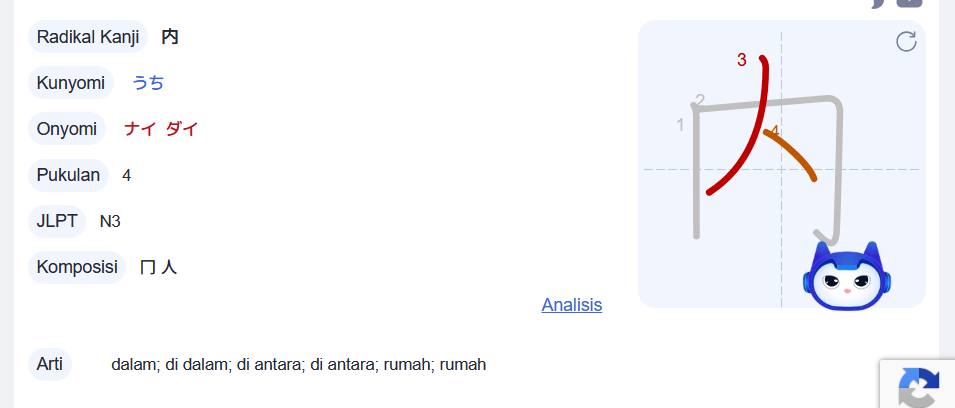 Radikal Kanji 内
Kunyomi うち
Onyomi ナイ ダイ
Pukulan 4
JLPT N3
Komposisi 冂 人
Analisis
Arti dalam; di dalam; di antara; di antara; rumah; rumah
1
2
3
4